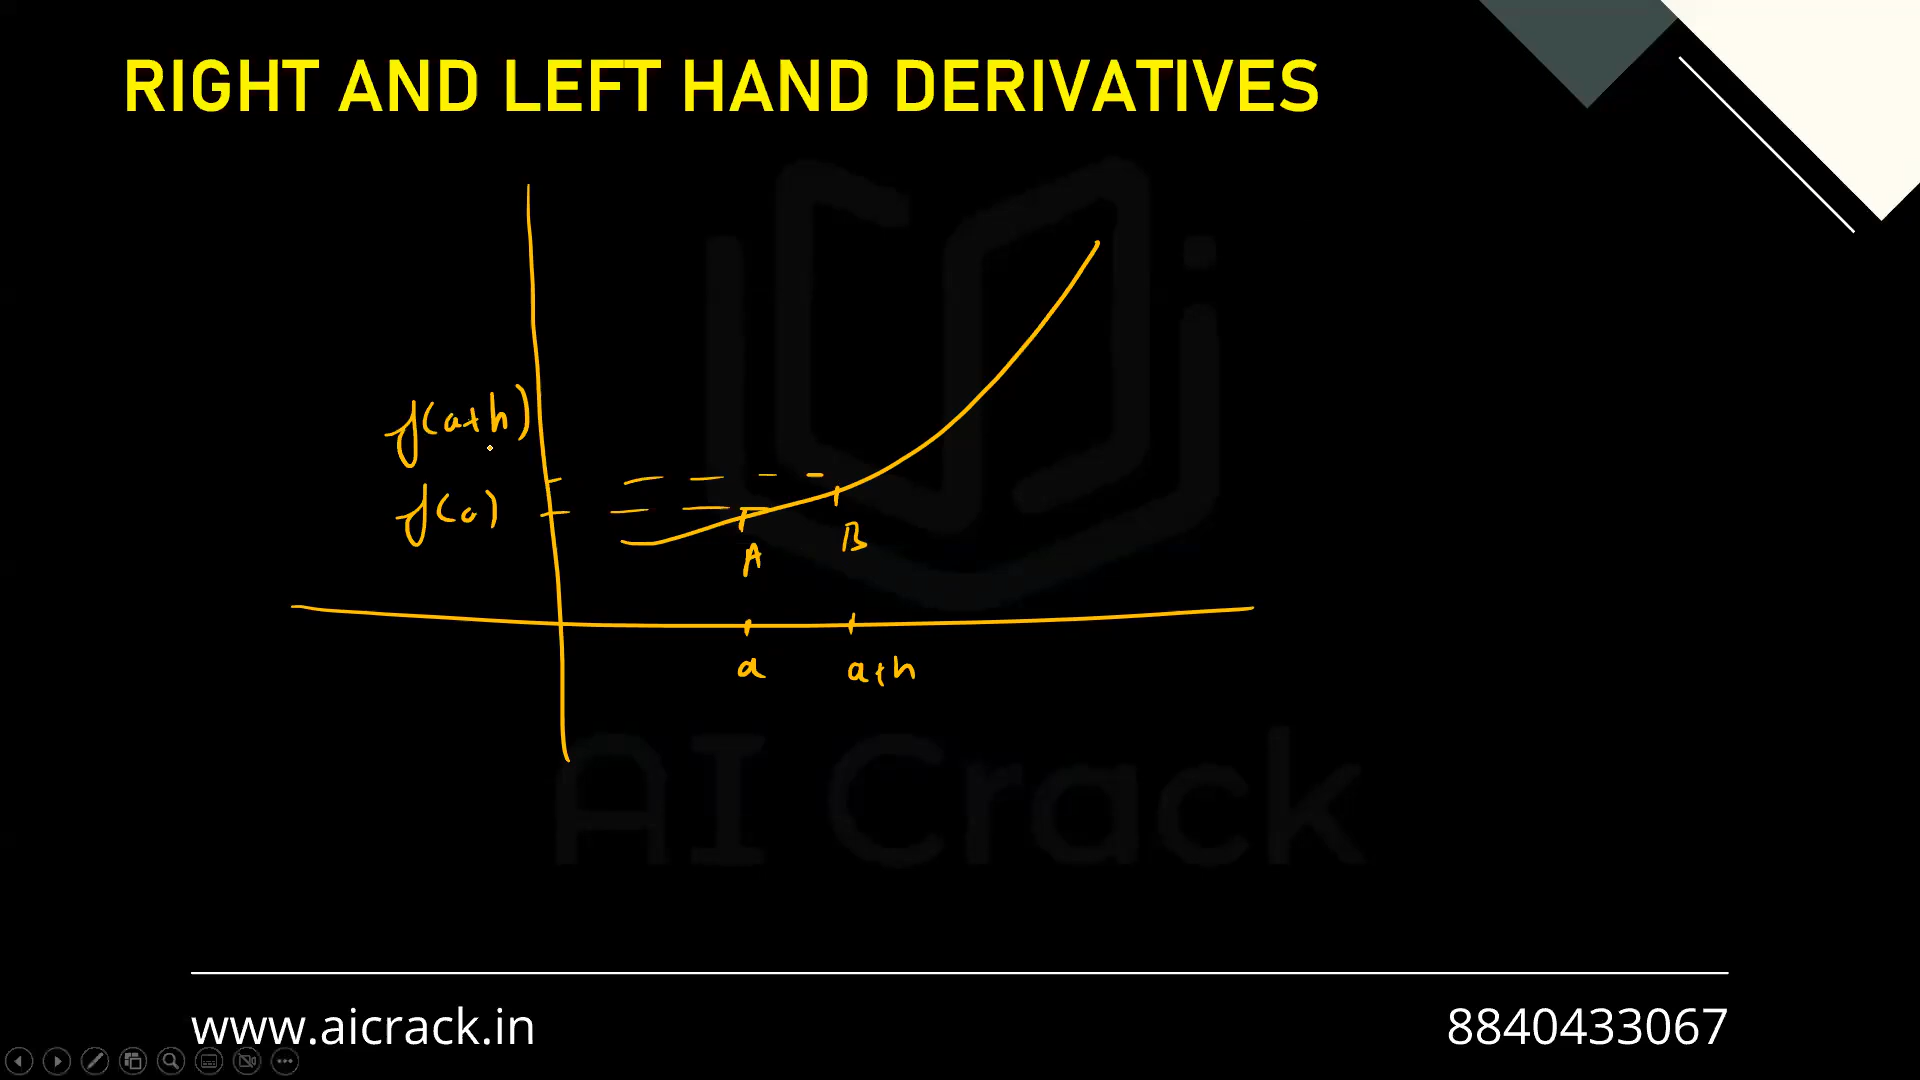 RIGHT AND LEFT HAND DERIVATIVES
f(a+h)
f(a)
A
B
a
a+h
AI Crack
www.aicrack.in
8840433067